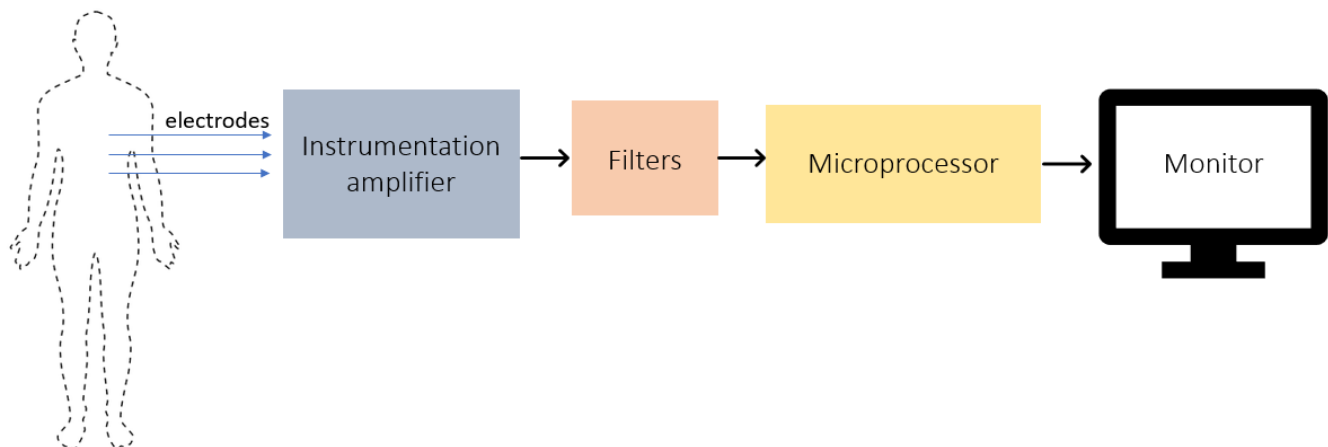 electrodes
Instrumentation
amplifier
Filters
Microprocessor
Monitor